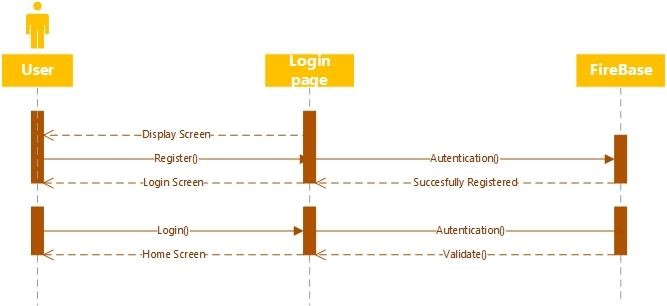 User
Login
page
FireBase
Display Screen
Register()
Autentication()
Login Screen
Succesfully Registered
Login()
Autentication()
Home Screen
Validate()